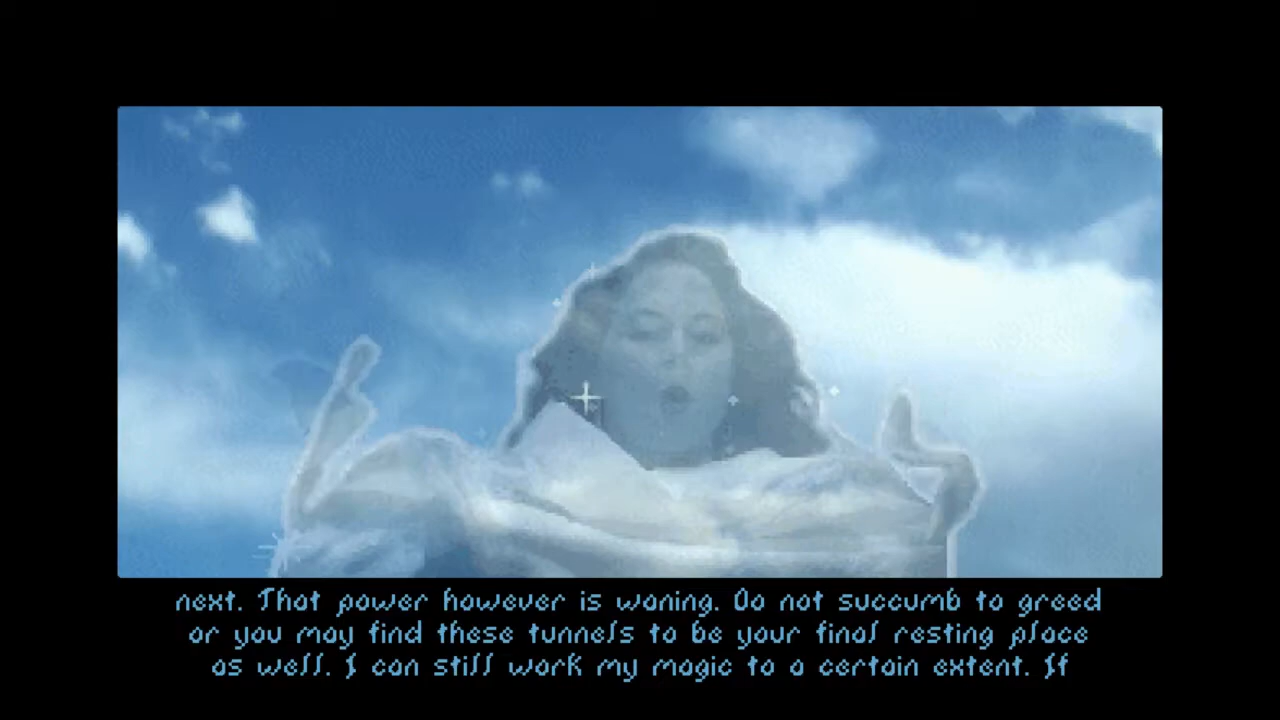 next. That power however is waning. Do not succumb to greed
or you may find these tunnels to be your final resting place
as well. I can still work my magic to a certain extent. If